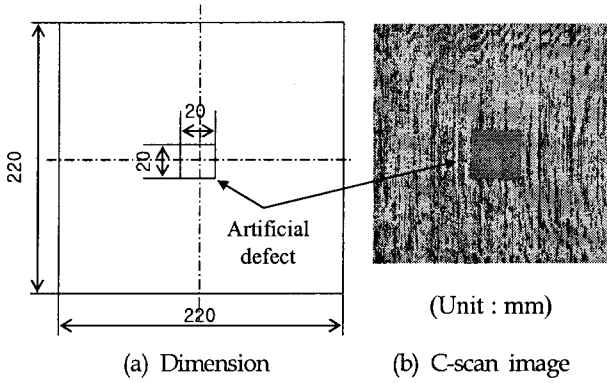 20
20
220
Artificial
defect
220
(Unit : mm)
(a) Dimension
(b) C-scan image